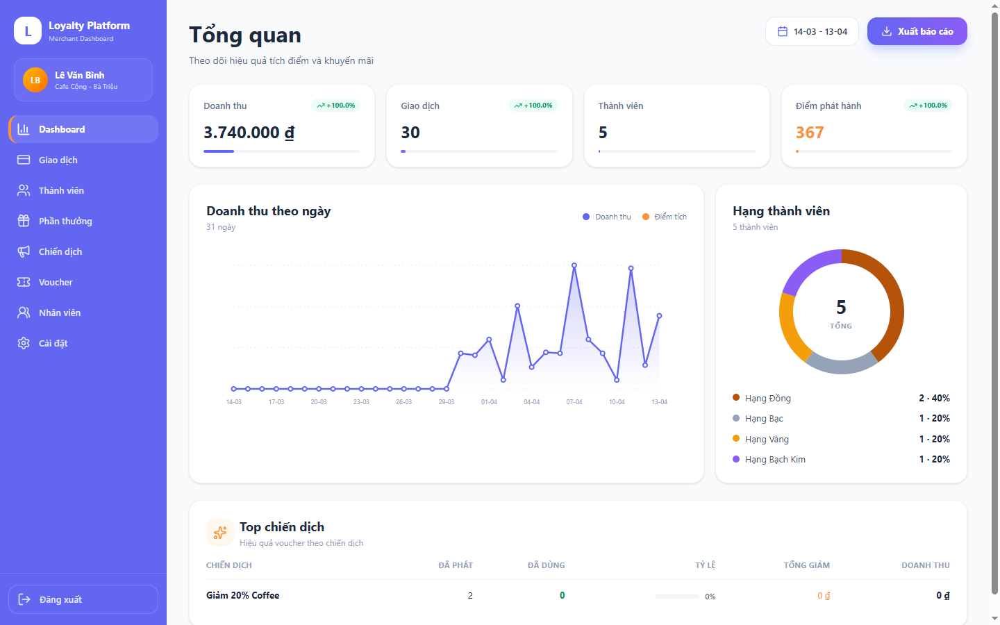 L
Loyalty Platform
Merchant Dashboard
LB
Lê Văn Bình
Cafe Cộng - Bà Triệu
Dashboard
Giao dịch
Thành viên
Phần thưởng
Chiến dịch
Voucher
Nhân viên
Cài đặt
Đăng xuất
Tổng quan
Theo dõi hiệu quả tích điểm và khuyến mãi
14-03 - 13-04
Xuất báo cáo
Doanh thu
+100.0%
3.740.000 ₫
Giao dịch
+100.0%
30
Thành viên
5
Điểm phát hành
+100.0%
367
Doanh thu theo ngày
31 ngày
Doanh thu
Điểm tích
14-03 17-03 20-03 23-03 26-03 29-03 01-04 04-04 07-04 10-04 13-04
Hạng thành viên
5 thành viên
5
TỔNG
Hạng Đồng 2 · 40%
Hạng Bạc 1 · 20%
Hạng Vàng 1 · 20%
Hạng Bạch Kim 1 · 20%
Top chiến dịch
Hiệu quả voucher theo chiến dịch
CHIẾN DỊCH ĐÃ PHÁT ĐÃ DÙNG TỶ LỆ TỔNG GIẢM DOANH THU
Giảm 20% Coffee 2 0 0% 0 ₫ 0 ₫